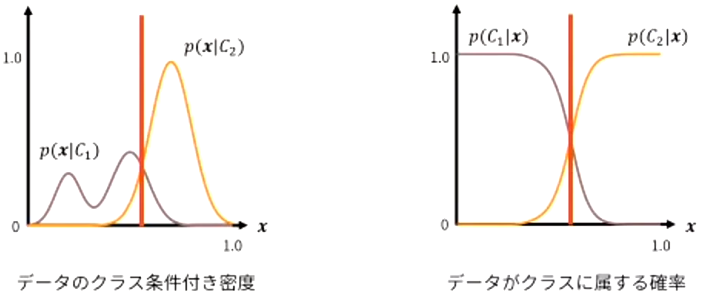 p(x|C₂)
1.0
p(x|C₁)
0
1.0
x
データのクラス条件付き密度
p(C₁|x)
p(C₂|x)
1.0
0
1.0
x
データがクラスに属する確率